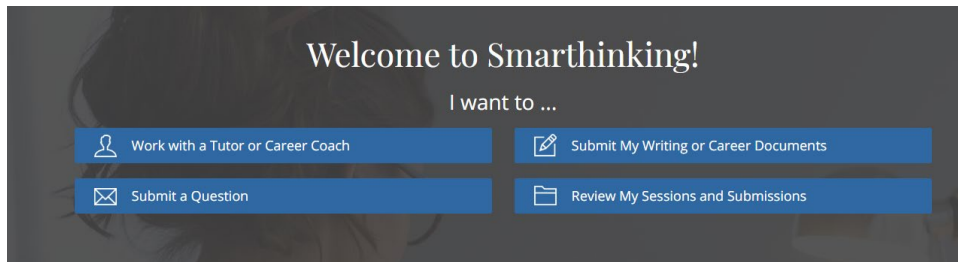 Welcome to Smarthinking!
I want to ...
Work with a Tutor or Career Coach
Submit My Writing or Career Documents
Submit a Question
Review My Sessions and Submissions